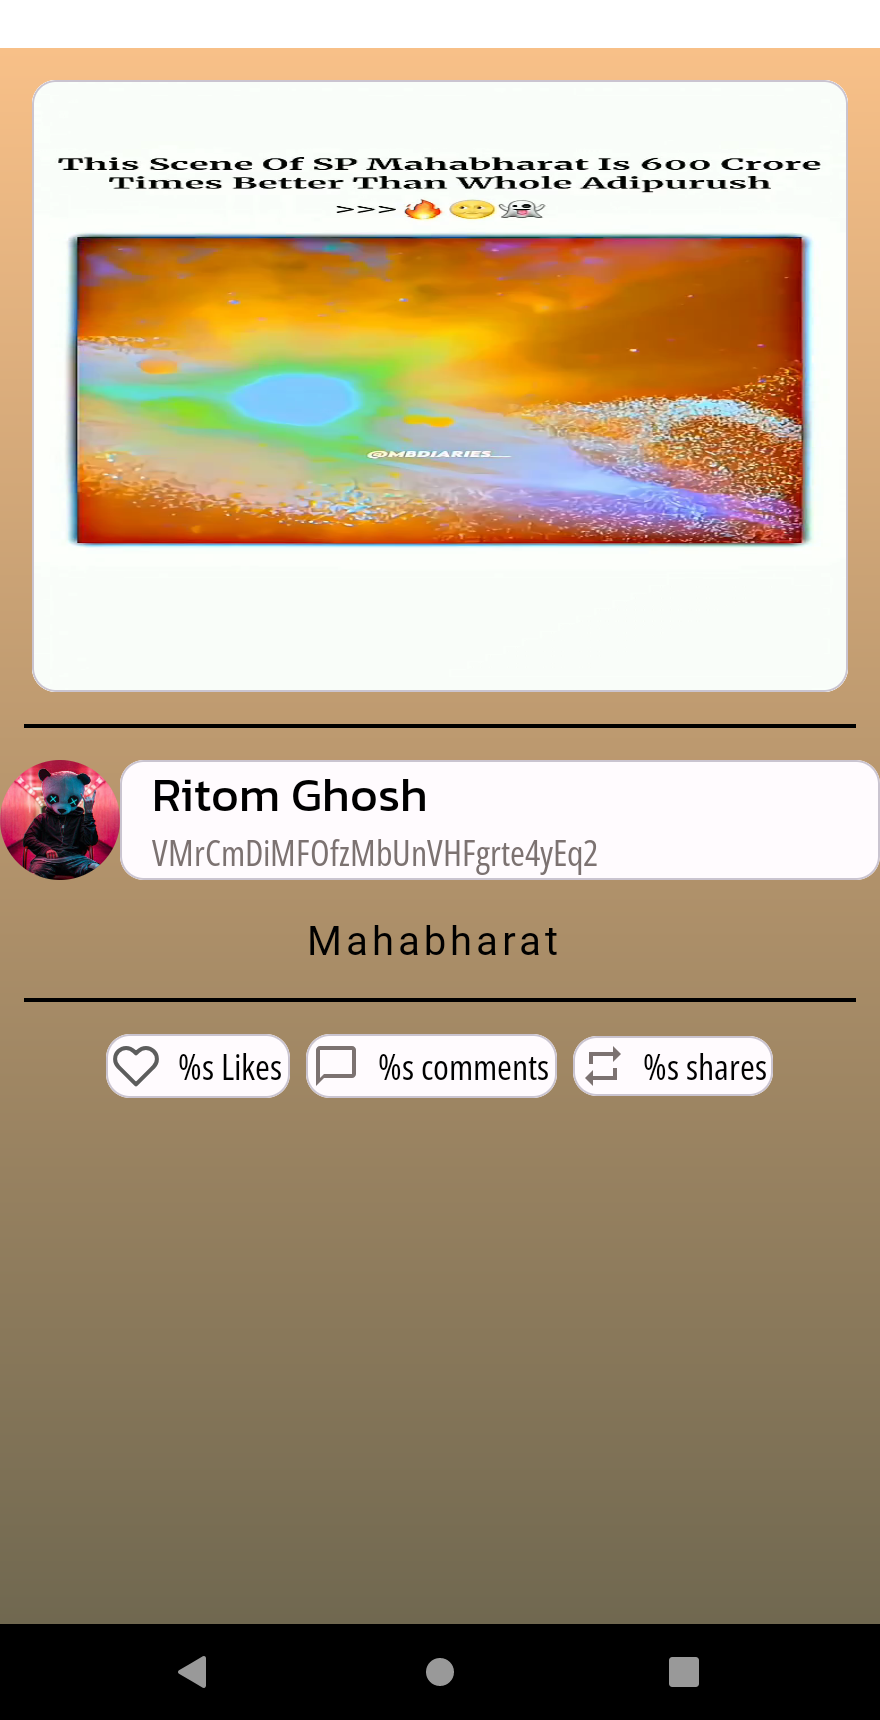 This Scene Of SP Mahabharat Is 600 Crore
Times Better Than Whole Adipurush
>>> 🔥 🌝 👻
@MBDIARIES__
Ritom Ghosh
VMrCmDiMFOfzMbUnVHFgrte4yEq2
Mahabharat
%s Likes
%s comments
%s shares